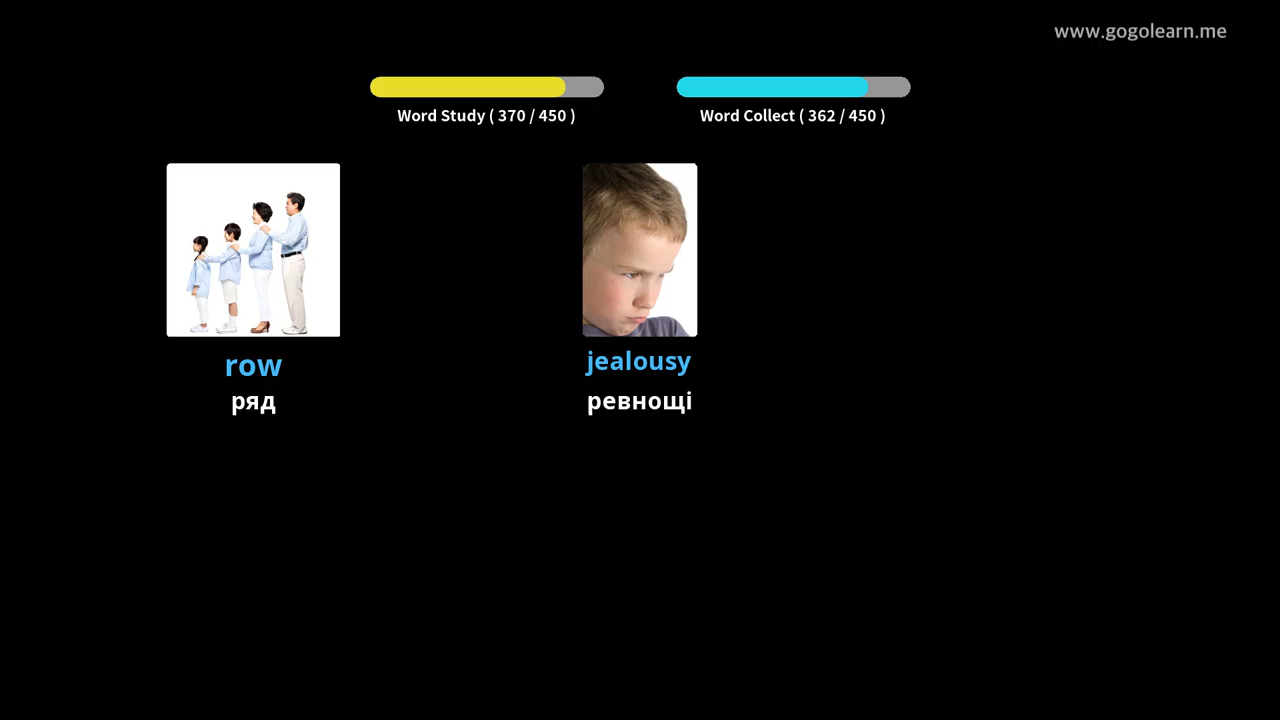 www.gogolearn.me
Word Study ( 370 / 450 )
Word Collect ( 362 / 450 )
row
ряд
jealousy
ревнощі